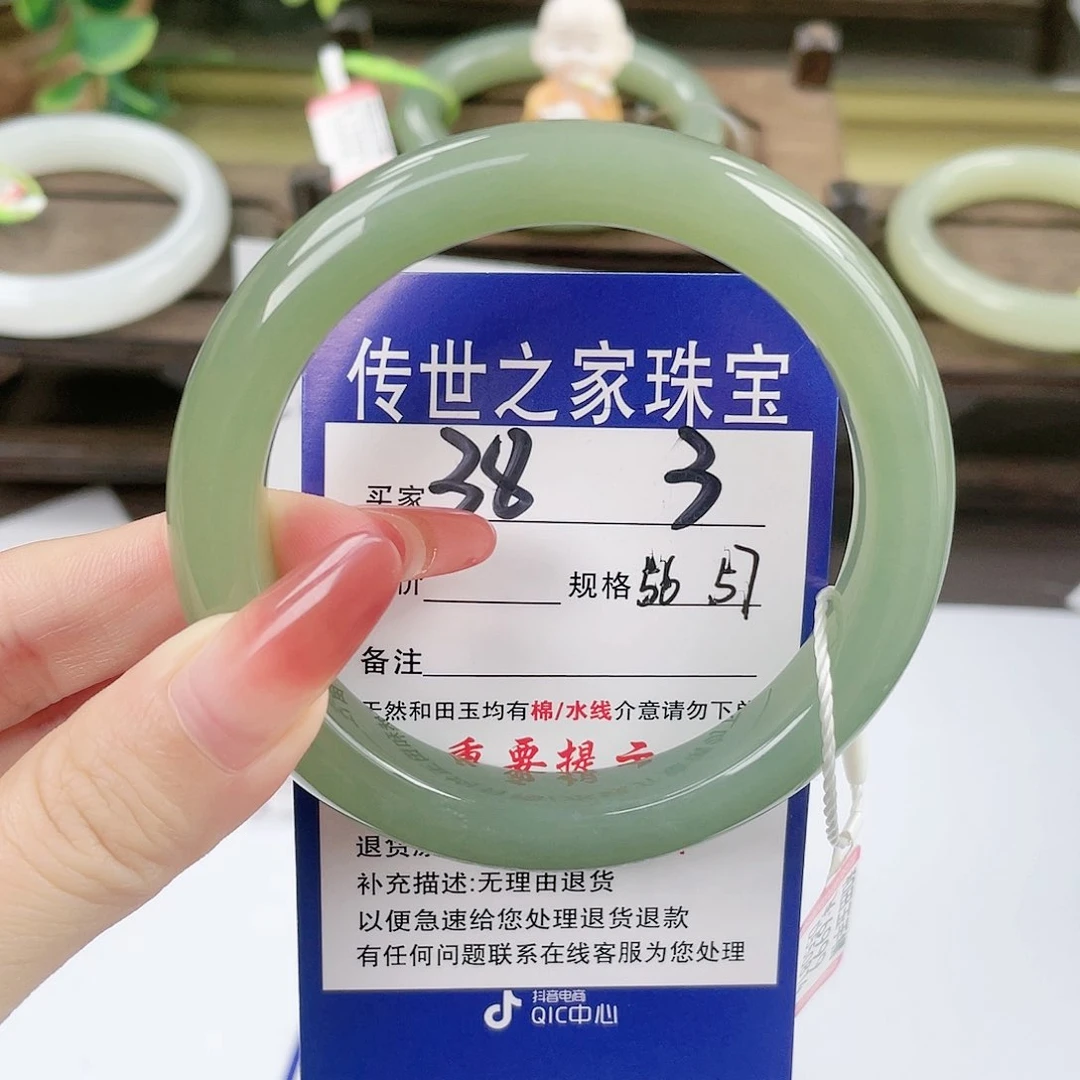 传世之家珠宝
买家 38 3
价 规格 56 57
备注
天然和田玉均有棉/水线介意请勿下单
重要提示
退货原
补充描述:无理由退货
以便急速给您处理退货退款
有任何问题联系在线客服为您处理
抖音电商
QIC中心